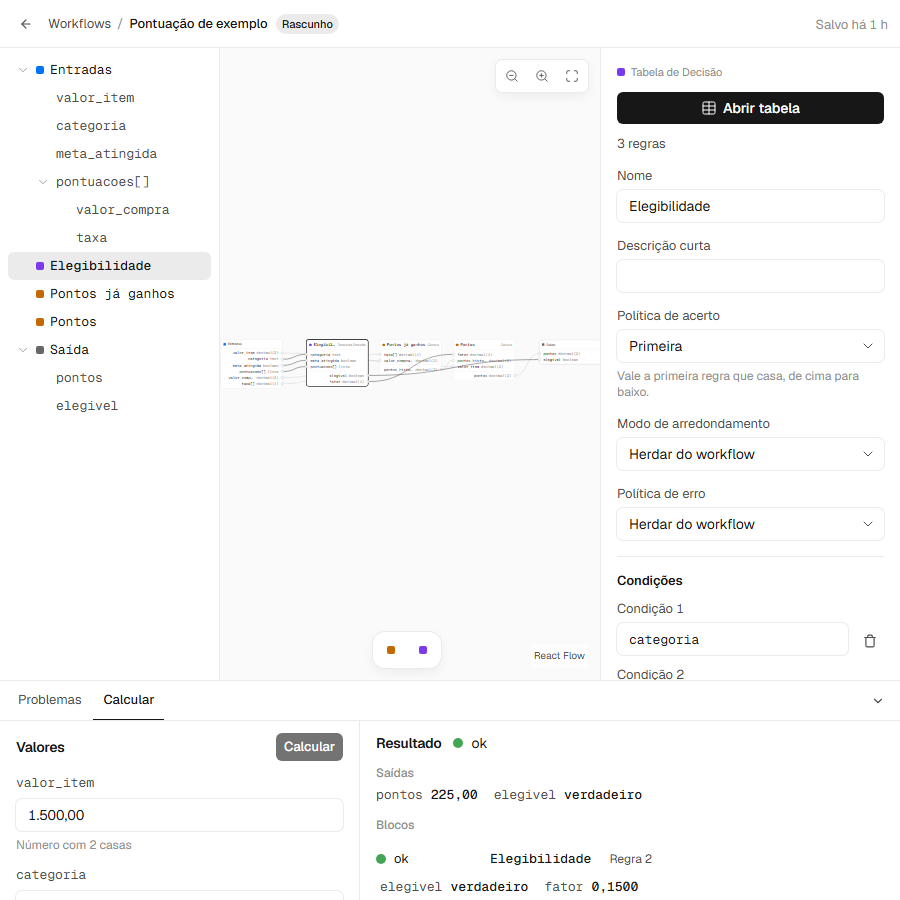 Workflows / Pontuação de exemplo Rascunho
Salvo há 1 h
Entradas
valor_item
categoria
meta_atingida
pontuacoes[]
valor_compra
taxa
Elegibilidade
Pontos já ganhos
Pontos
Saída
pontos
elegivel
React Flow
Tabela de Decisão
Abrir tabela
3 regras
Nome
Elegibilidade
Descrição curta
Política de acerto
Primeira
Vale a primeira regra que casa, de cima para
baixo.
Modo de arredondamento
Herdar do workflow
Política de erro
Herdar do workflow
Condições
Condição 1
categoria
Condição 2
Problemas
Calcular
Valores
Calcular
valor_item
1.500,00
Número com 2 casas
categoria
Resultado ok
Saídas
pontos 225,00 elegivel verdadeiro
Blocos
ok Elegibilidade Regra 2
elegivel verdadeiro fator 0,1500